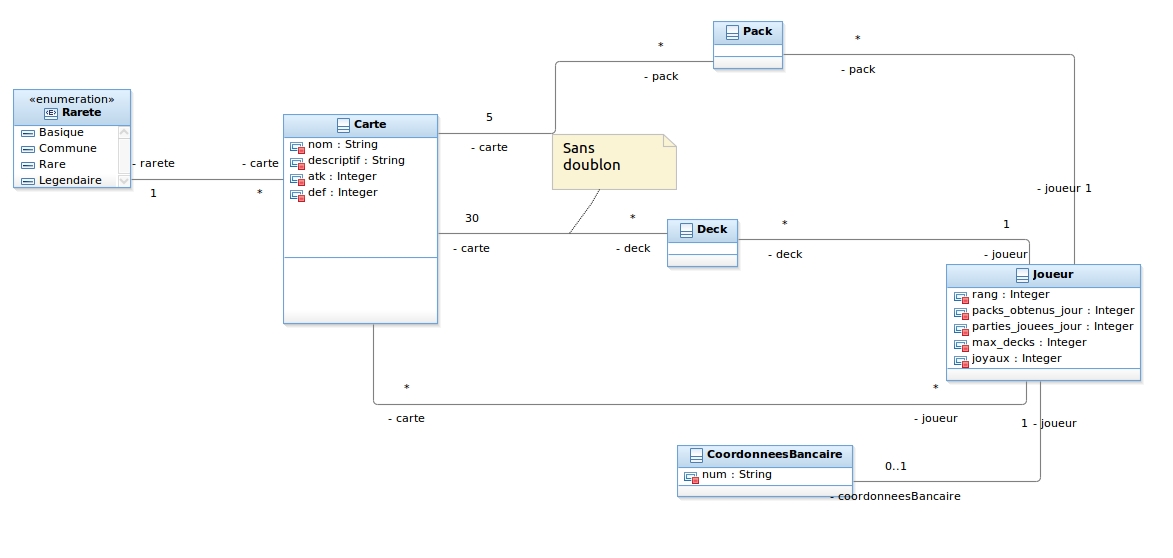 Pack
*
- pack
*
- pack
«enumeration»
Rarete
Basique
Commune
Rare
Legendaire
- rarete
1
- carte
*
Carte
nom : String
descriptif : String
atk : Integer
def : Integer
5
- carte
Sans
doublon
30
- carte
*
- deck
Deck
*
- deck
1
- joueur
- joueur 1
Joueur
rang : Integer
packs_obtenus_jour : Integer
parties_jouees_jour : Integer
max_decks : Integer
joyaux : Integer
*
- carte
*
- joueur
1 - joueur
CoordonneesBancaire
num : String
0..1
- coordonneesBancaire